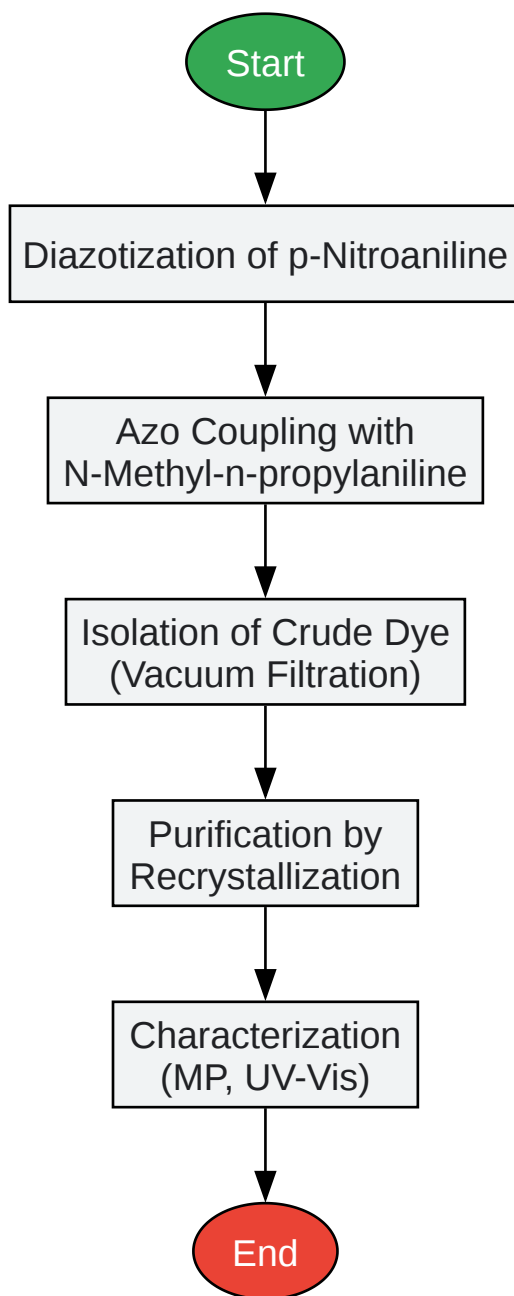 Start
Diazotization of p-Nitroaniline
Azo Coupling with
N-Methyl-n-propylaniline
Isolation of Crude Dye
(Vacuum Filtration)
Purification by
Recrystallization
Characterization
(MP, UV-Vis)
End